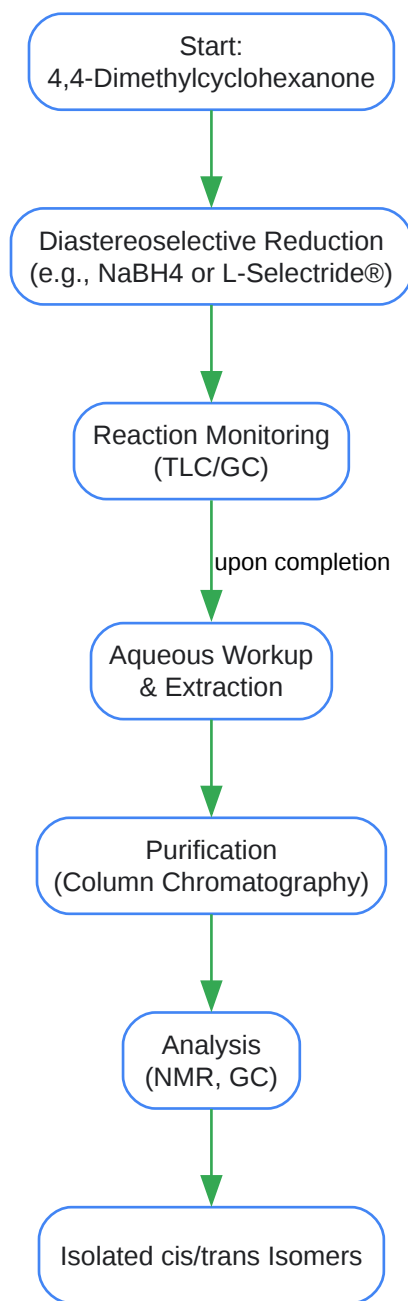 Start:
4,4-Dimethylcyclohexanone
Diastereoselective Reduction
(e.g., NaBH4 or L-Selectride®)
Reaction Monitoring
(TLC/GC)
upon completion
Aqueous Workup
& Extraction
Purification
(Column Chromatography)
Analysis
(NMR, GC)
Isolated cis/trans Isomers